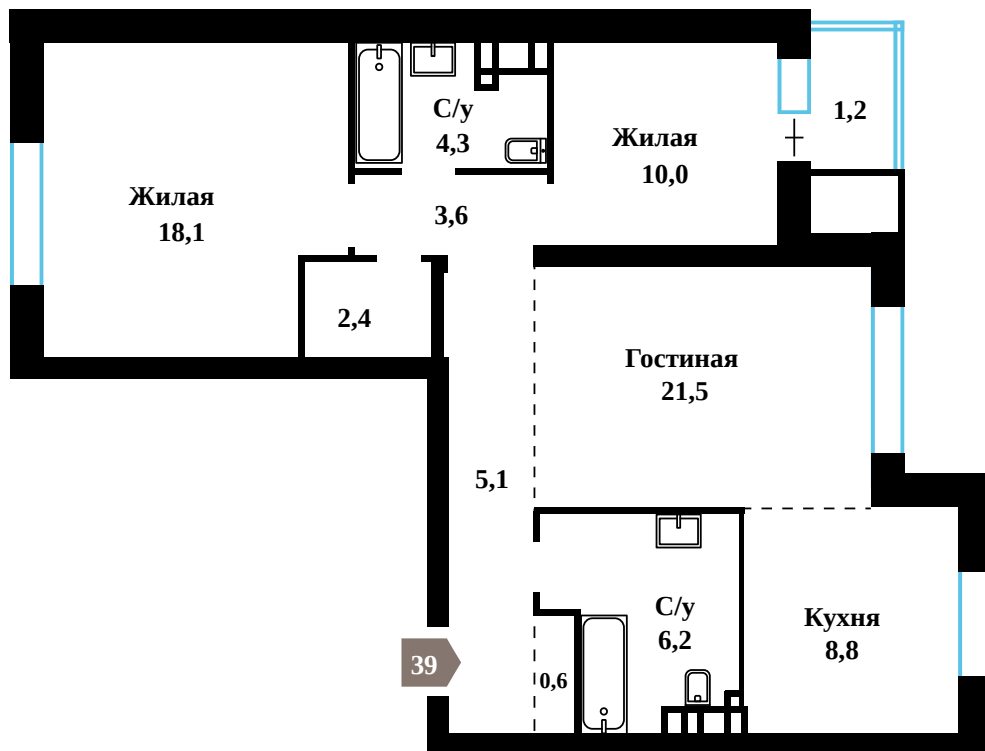 С/у
4,3
1,2
Жилая
10,0
Жилая
18,1
3,6
2,4
Гостиная
21,5
5,1
С/у
6,2
Кухня
8,8
39
0,6